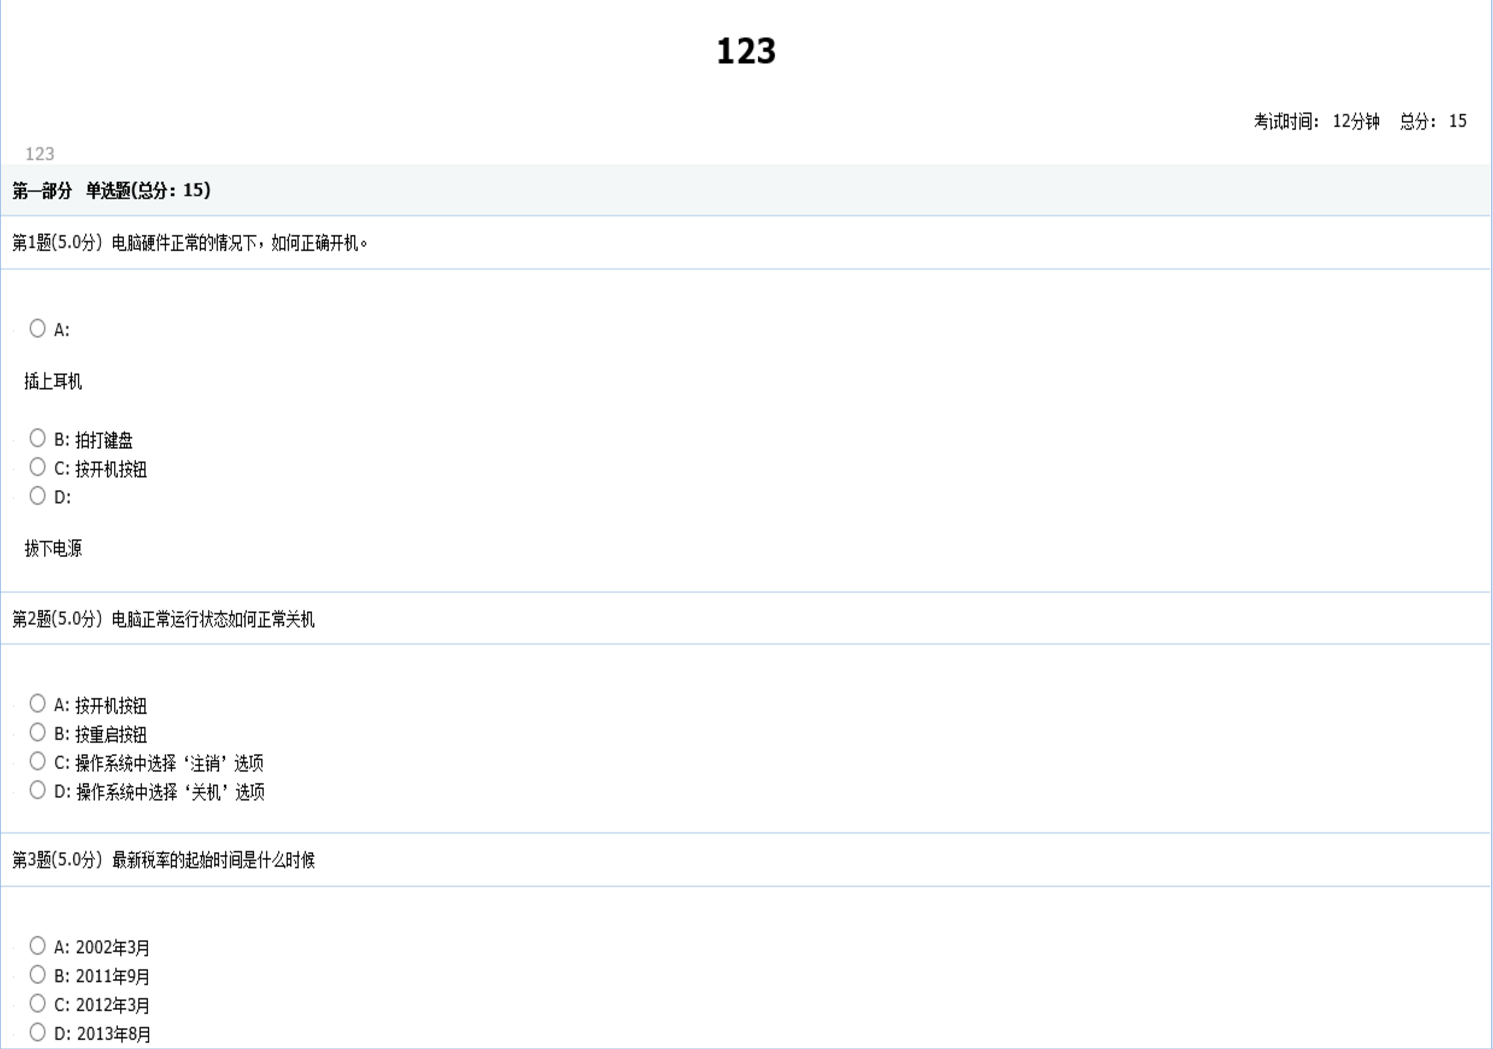 123
考试时间： 12分钟 总分： 15
123
第一部分 单选题(总分：15)
第1题(5.0分) 电脑硬件正常的情况下，如何正确开机。
A:
插上耳机
B: 拍打键盘
C: 按开机按钮
D:
拔下电源
第2题(5.0分) 电脑正常运行状态如何正常关机
A: 按开机按钮
B: 按重启按钮
C: 操作系统中选择‘注销’选项
D: 操作系统中选择‘关机’选项
第3题(5.0分) 最新税率的起始时间是什么时候
A: 2002年3月
B: 2011年9月
C: 2012年3月
D: 2013年8月